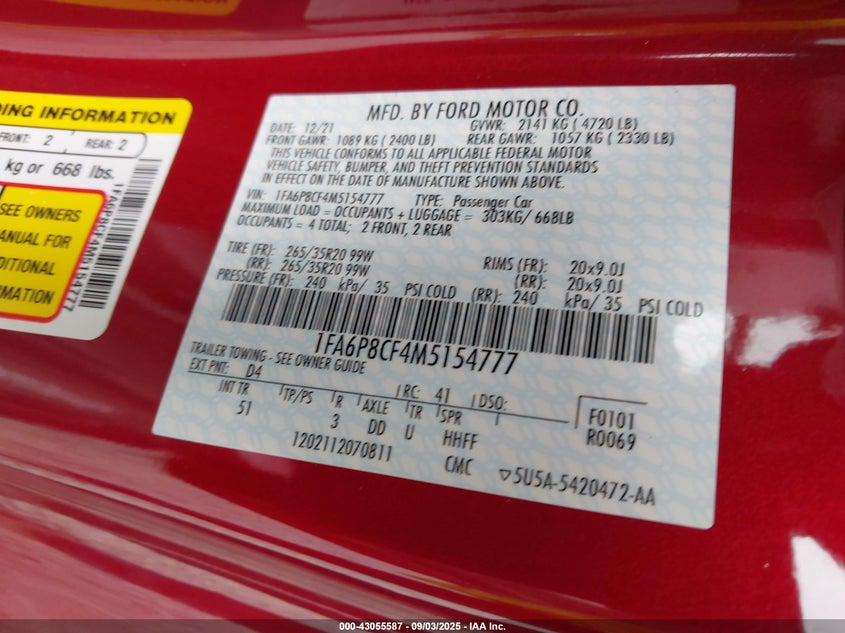 DING INFORMATION
FRONT: 2 REAR: 2
kg or 668 lbs.
SEE OWNERS
ANUAL FOR
DITIONAL
RMATION
1FA6P8CF4M5154777
MFD. BY FORD MOTOR CO.
DATE: 12/21 GVWR: 2141 KG ( 4720 LB)
FRONT GAWR: 1089 KG ( 2400 LB) REAR GAWR: 1057 KG ( 2330 LB)
THIS VEHICLE CONFORMS TO ALL APPLICABLE FEDERAL MOTOR
VEHICLE SAFETY, BUMPER, AND THEFT PREVENTION STANDARDS
IN EFFECT ON THE DATE OF MANUFACTURE SHOWN ABOVE.
VIN: 1FA6P8CF4M5154777 TYPE: Passenger Car
MAXIMUM LOAD = OCCUPANTS + LUGGAGE = 303KG/ 668LB
OCCUPANTS = 4 TOTAL; 2 FRONT, 2 REAR
TIRE (FR): 265/35R20 99W RIMS (FR): 20x9.0J
(RR): 265/35R20 99W (RR): 20x9.0J
PRESSURE (FR): 240 kPa/ 35 PSI COLD (RR): 240 kPa/ 35 PSI COLD
1FA6P8CF4M5154777
TRAILER TOWING - SEE OWNER GUIDE
EXT PNT: D4 RC: 41 DSO: F0101
INT TR TP/PS R AXLE TR SPR R0069
51 3 DD U HHFF
1202112070811 CMC 5U5A-5420472-AA
000-43055587 - 09/03/2025 - IAA Inc.